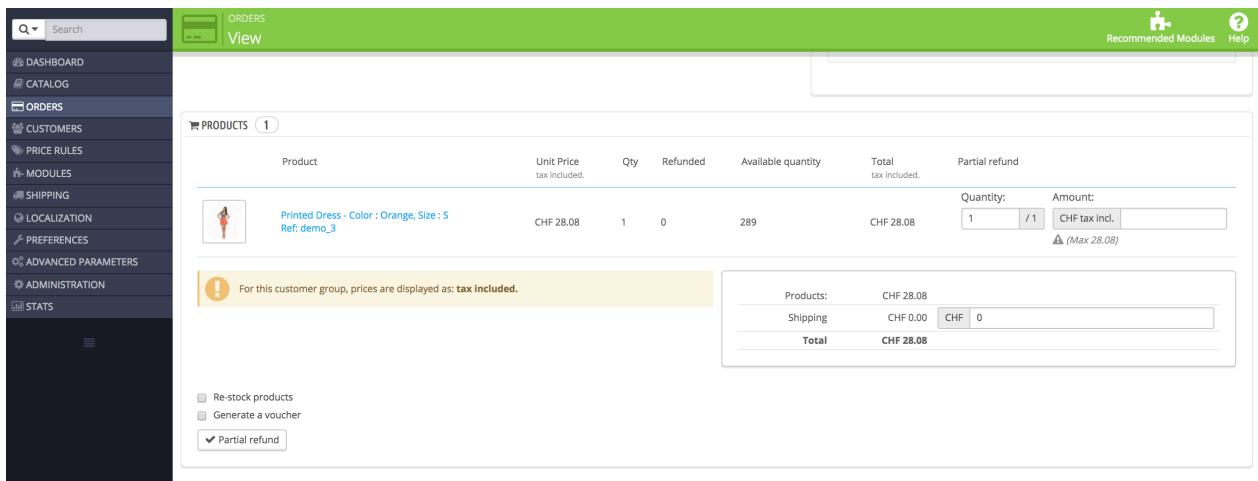 Search
ORDERS
View
Recommended Modules
Help
DASHBOARD
CATALOG
ORDERS
CUSTOMERS
PRICE RULES
MODULES
SHIPPING
LOCALIZATION
PREFERENCES
ADVANCED PARAMETERS
ADMINISTRATION
STATS
PRODUCTS 1
Product Unit Price Qty Refunded Available quantity Total Partial refund
tax included. tax included.
Quantity: Amount:
Printed Dress - Color : Orange, Size : S
Ref: demo_3
CHF 28.08 1 0 289 CHF 28.08 1 / 1 CHF tax incl.
(Max 28.08)
For this customer group, prices are displayed as: tax included.
Products: CHF 28.08
Shipping CHF 0.00 CHF 0
Total CHF 28.08
Re-stock products
Generate a voucher
Partial refund